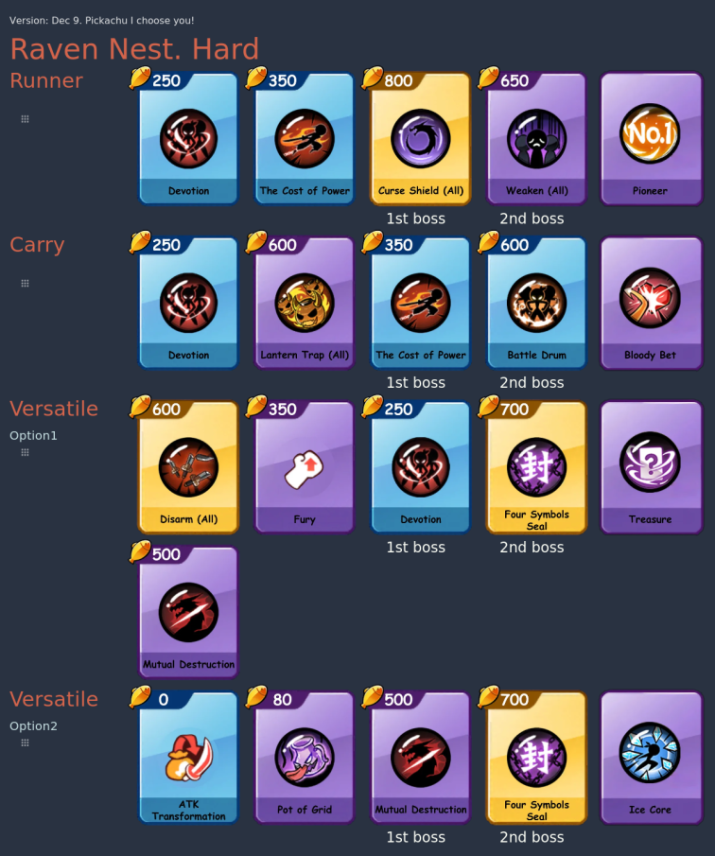 Version: Dec 9. Pickachu I choose you!
Raven Nest. Hard
Runner
250
350
800
650
No.1
Devotion
The Cost of Power
Curse Shield (All)
Weaken (All)
Pioneer
1st boss
2nd boss
Carry
250
600
350
600
Devotion
Lantern Trap (All)
The Cost of Power
Battle Drum
Bloody Bet
1st boss
2nd boss
Versatile
Option1
600
350
250
700
封
Disarm (All)
Fury
Devotion
Four Symbols
Seal
Treasure
1st boss
2nd boss
500
Mutual Destruction
Versatile
Option2
0
80
500
700
封
ATK
Transformation
Pot of Grid
Mutual Destruction
Four Symbols
Seal
Ice Core
1st boss
2nd boss